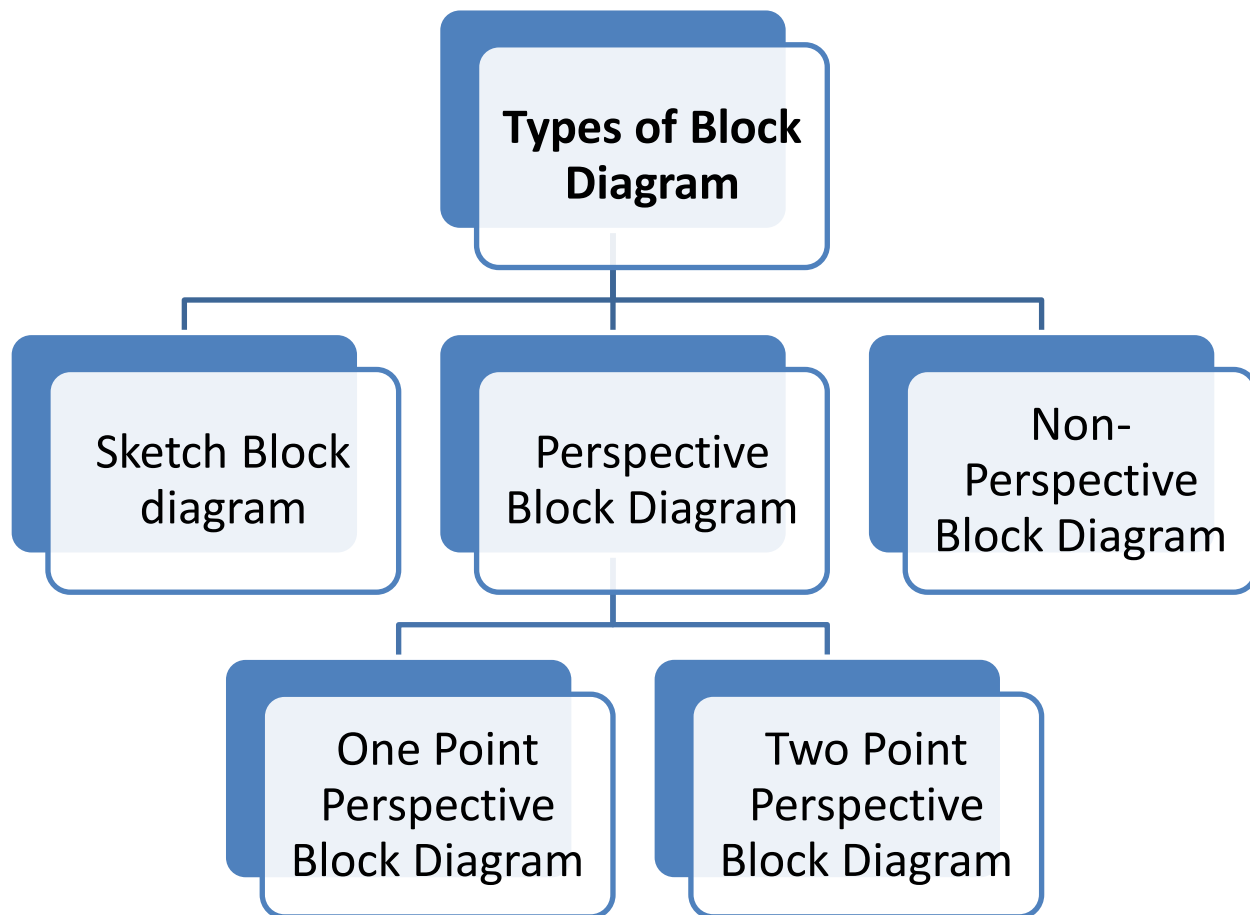 Types of Block
Diagram
Sketch Block
diagram
Perspective
Block Diagram
Non-
Perspective
Block Diagram
One Point
Perspective
Block Diagram
Two Point
Perspective
Block Diagram